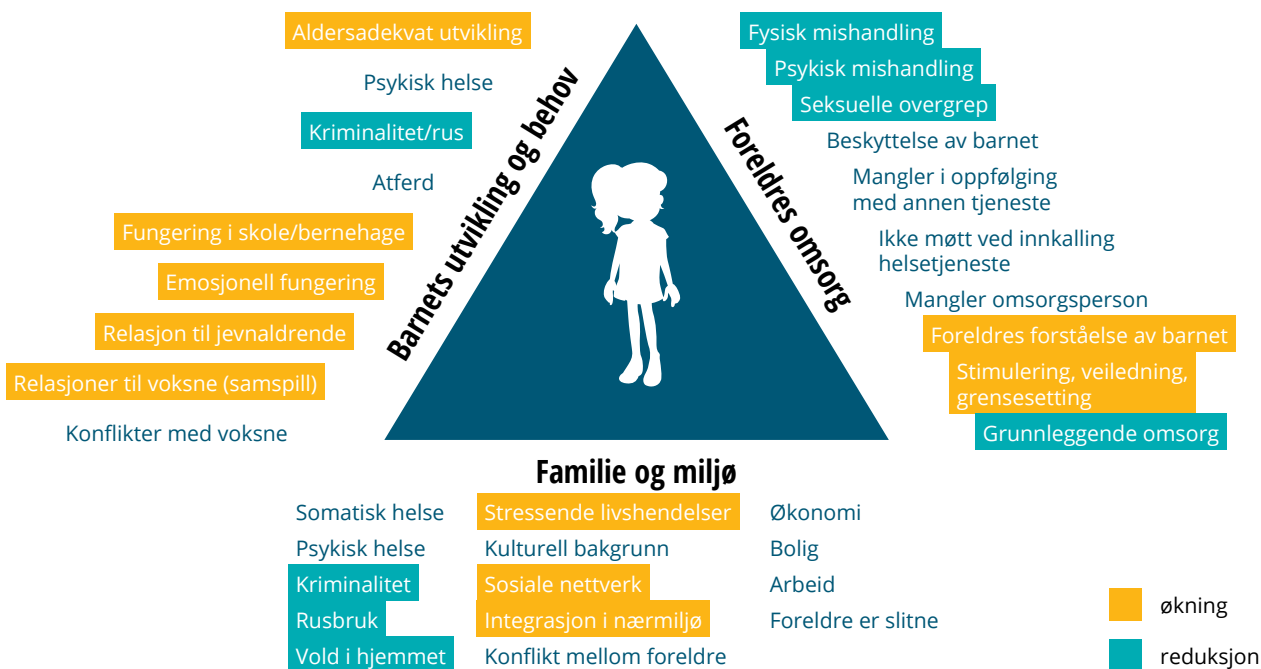 Aldersadekvat utvikling
Psykisk helse
Kriminalitet/rus
Atferd
Fungering i skole/bernehage
Emosjonell fungering
Relasjon til jevnaldrende
Relasjoner til voksne (samspill)
Konflikter med voksne
Barnets utvikling og behov
Foreldres omsorg
Fysisk mishandling
Psykisk mishandling
Seksuelle overgrep
Beskyttelse av barnet
Mangler i oppfølging
med annen tjeneste
Ikke møtt ved innkalling
helsetjeneste
Mangler omsorgsperson
Foreldres forståelse av barnet
Stimulering, veiledning,
grensesetting
Grunnleggende omsorg
Familie og miljø
Somatisk helse
Psykisk helse
Kriminalitet
Rusbruk
Vold i hjemmet
Stressende livshendelser
Kulturell bakgrunn
Sosiale nettverk
Integrasjon i nærmiljø
Konflikt mellom foreldre
Økonomi
Bolig
Arbeid
Foreldre er slitne
økning
reduksjon